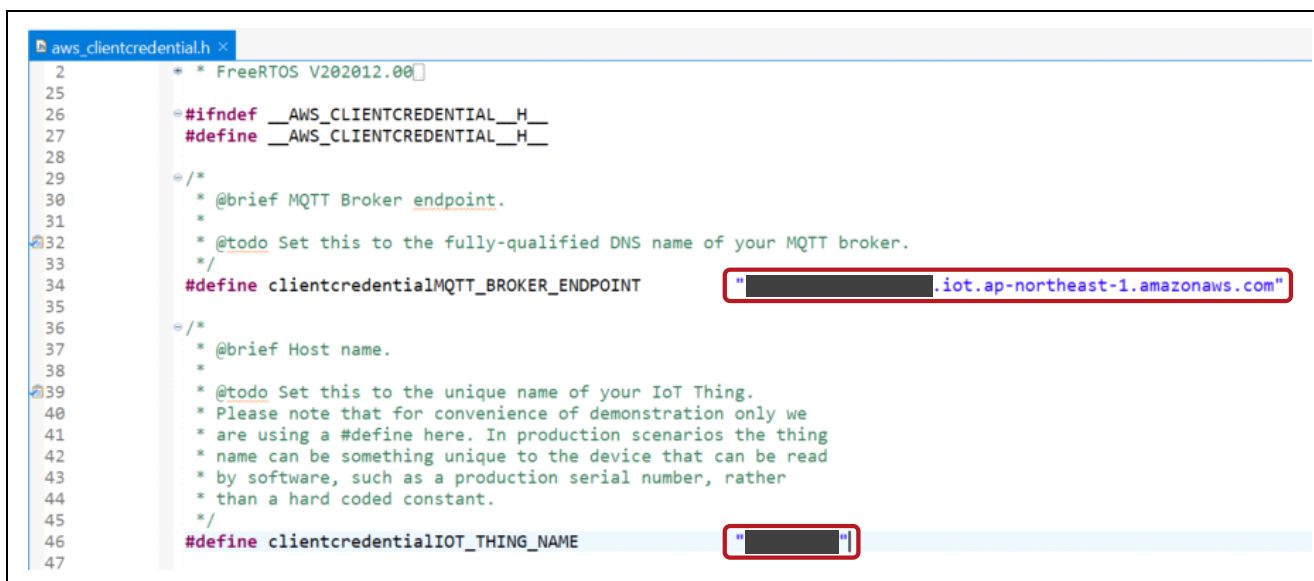 aws_clientcredential.h
2 * FreeRTOS V202012.00
25
26 #ifndef __AWS_CLIENTCREDENTIAL__H__
27 #define __AWS_CLIENTCREDENTIAL__H__
28
29 /*
30 * @brief MQTT Broker endpoint.
31 *
32 * @todo Set this to the fully-qualified DNS name of your MQTT broker.
33 */
34 #define clientcredentialMQTT_BROKER_ENDPOINT ".iot.ap-northeast-1.amazonaws.com"
35
36 /*
37 * @brief Host name.
38 *
39 * @todo Set this to the unique name of your IoT Thing.
40 * Please note that for convenience of demonstration only we
41 * are using a #define here. In production scenarios the thing
42 * name can be something unique to the device that can be read
43 * by software, such as a production serial number, rather
44 * than a hard coded constant.
45 */
46 #define clientcredentialIOT_THING_NAME ""
47